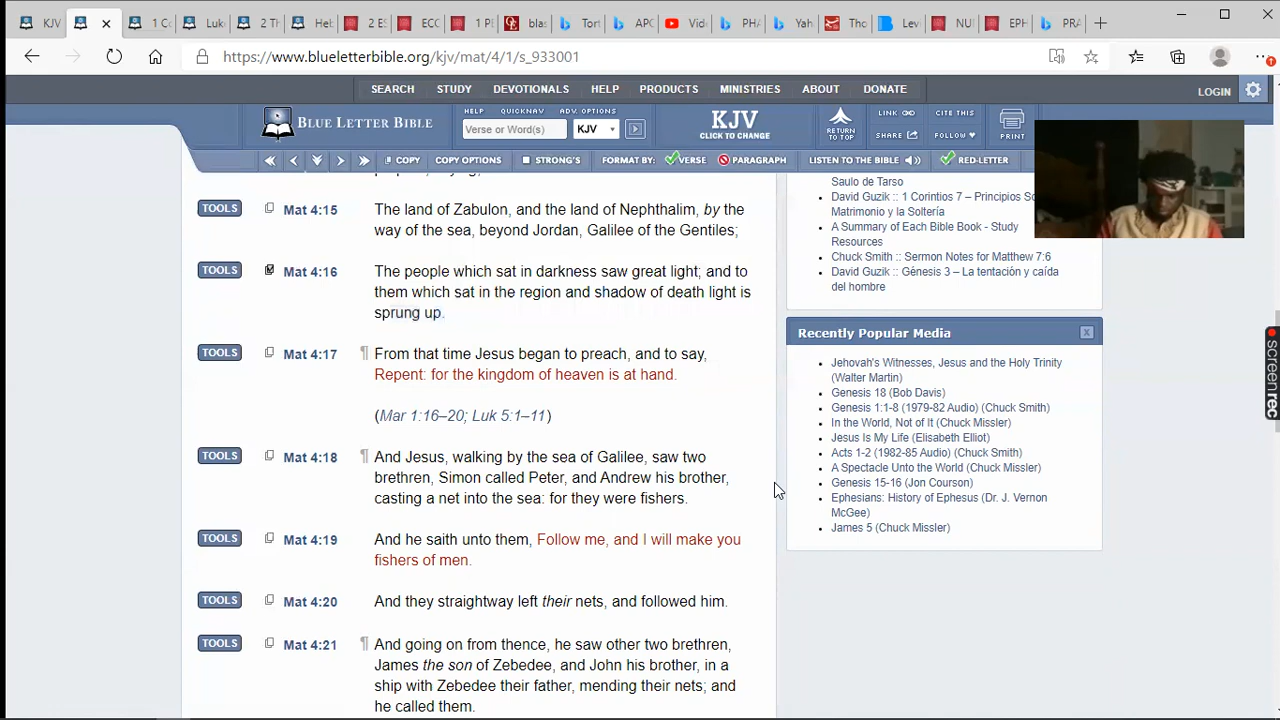 KJV
1 Co
Luk
2 Th
Hel
2 ES
ECC
1 P
bla
Tort
APC
Vid
PHA
Yah
Tho
Lev
NU
EPH
PRA
https://www.blueletterbible.org/kjv/mat/4/1/s_933001
SEARCH STUDY DEVOTIONALS HELP PRODUCTS MINISTRIES ABOUT DONATE
LOGIN
BLUE LETTER BIBLE
HELP QUICKNAV ADV. OPTIONS
Verse or Word(s) KJV
KJV
CLICK TO CHANGE
RETURN
TO TOP
LINK CITE THIS
SHARE FOLLOW
PRINT
COPY COPY OPTIONS STRONG'S FORMAT BY: VERSE PARAGRAPH LISTEN TO THE BIBLE RED-LETTER
TOOLS Mat 4:15 The land of Zabulon, and the land of Nephthalim, by the
way of the sea, beyond Jordan, Galilee of the Gentiles;
TOOLS Mat 4:16 The people which sat in darkness saw great light; and to
them which sat in the region and shadow of death light is
sprung up.
TOOLS Mat 4:17 ¶ From that time Jesus began to preach, and to say,
Repent: for the kingdom of heaven is at hand.
(Mar 1:16–20; Luk 5:1–11)
TOOLS Mat 4:18 ¶ And Jesus, walking by the sea of Galilee, saw two
brethren, Simon called Peter, and Andrew his brother,
casting a net into the sea: for they were fishers.
TOOLS Mat 4:19 And he saith unto them, Follow me, and I will make you
fishers of men.
TOOLS Mat 4:20 And they straightway left their nets, and followed him.
TOOLS Mat 4:21 ¶ And going on from thence, he saw other two brethren,
James the son of Zebedee, and John his brother, in a
ship with Zebedee their father, mending their nets; and
he called them.
Saulo de Tarso
David Guzik :: 1 Corintios 7 – Principios So
Matrimonio y la Soltería
A Summary of Each Bible Book - Study
Resources
Chuck Smith :: Sermon Notes for Matthew 7:6
David Guzik :: Génesis 3 – La tentación y caída
del hombre
Recently Popular Media x
Jehovah's Witnesses, Jesus and the Holy Trinity
(Walter Martin)
Genesis 18 (Bob Davis)
Genesis 1:1-8 (1979-82 Audio) (Chuck Smith)
In the World, Not of It (Chuck Missler)
Jesus Is My Life (Elisabeth Elliot)
Acts 1-2 (1982-85 Audio) (Chuck Smith)
A Spectacle Unto the World (Chuck Missler)
Genesis 15-16 (Jon Courson)
Ephesians: History of Ephesus (Dr. J. Vernon
McGee)
James 5 (Chuck Missler)
screenrec